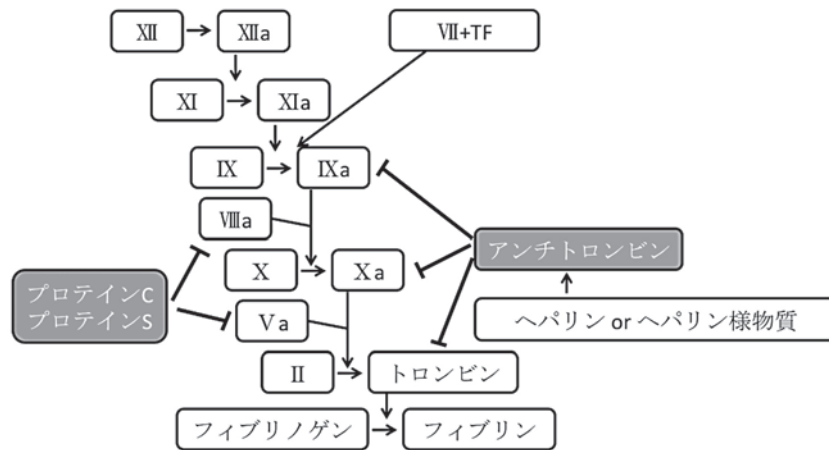 Ⅻ
Ⅻa
Ⅶ+TF
Ⅺ
Ⅺa
Ⅸ
Ⅸa
Ⅷa
アンチトロンビン
Ⅹ
Ⅹa
プロテインC
プロテインS
ヘパリン or ヘパリン様物質
Ⅴa
Ⅱ
トロンビン
フィブリノゲン
フィブリン